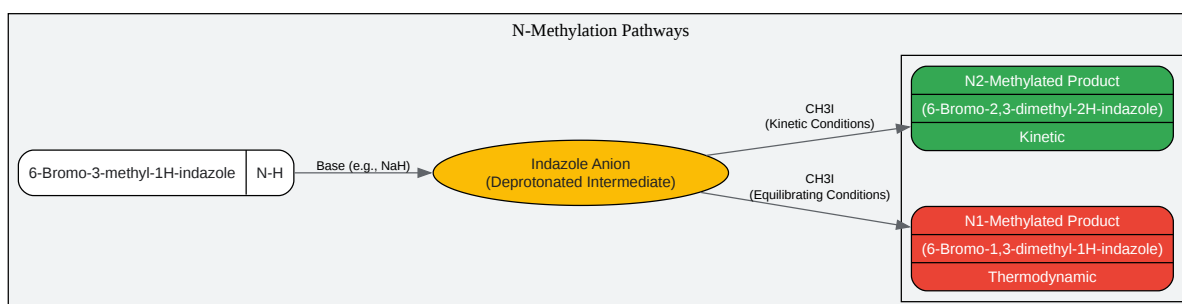 N-Methylation Pathways
6-Bromo-3-methyl-1H-indazole
N-H
Base (e.g., NaH)
Indazole Anion
(Deprotonated Intermediate)
CH3I
(Kinetic Conditions)
CH3I
(Equilibrating Conditions)
N2-Methylated Product
(6-Bromo-2,3-dimethyl-2H-indazole)
Kinetic
N1-Methylated Product
(6-Bromo-1,3-dimethyl-1H-indazole)
Thermodynamic